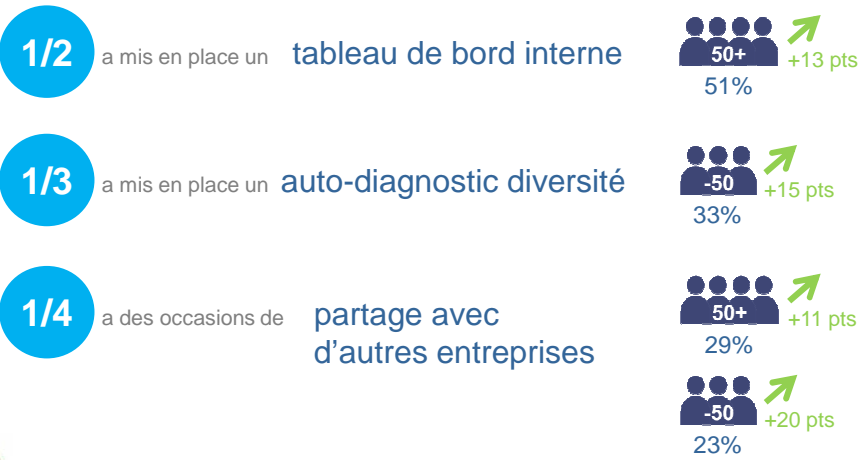 1/2 a mis en place un tableau de bord interne 50+ +13 pts
51%
1/3 a mis en place un auto-diagnostic diversité -50 +15 pts
33%
1/4 a des occasions de partage avec 50+ +11 pts
d'autres entreprises 29%
-50 +20 pts
23%